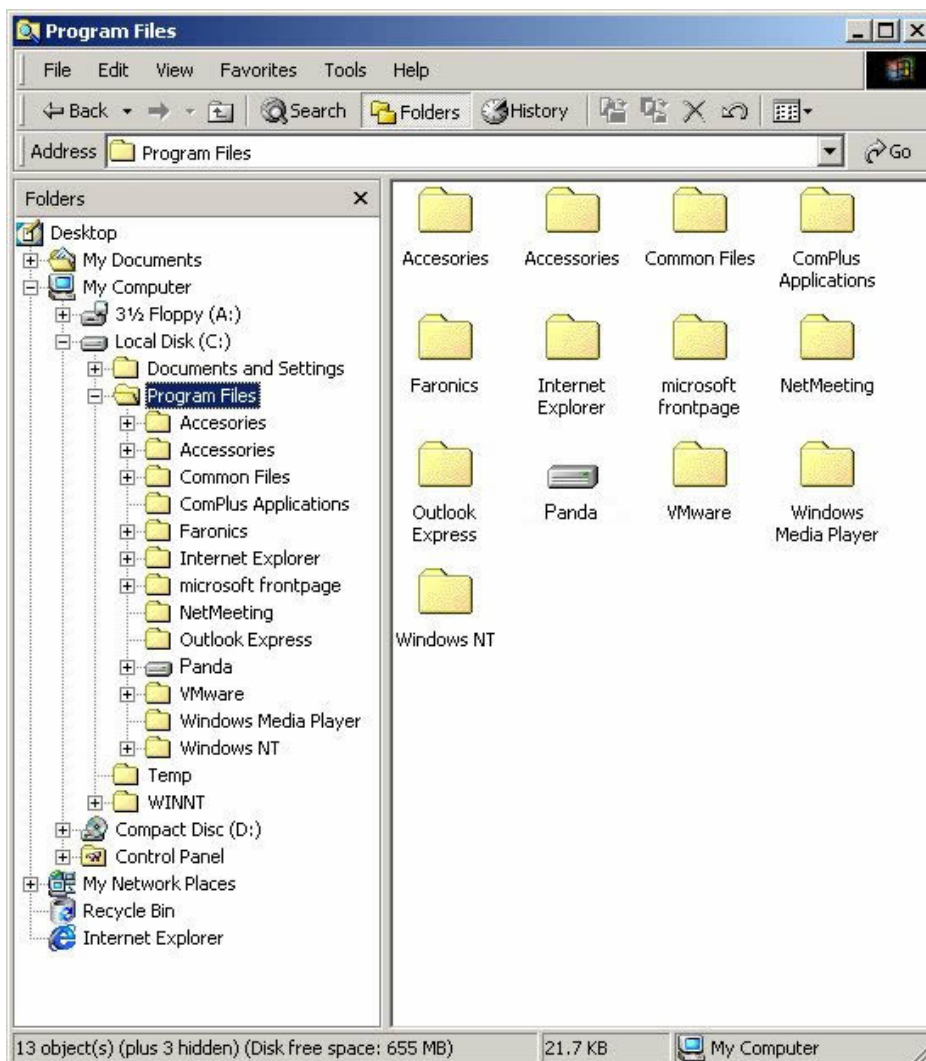 Program Files
File Edit View Favorites Tools Help
Back Search Folders History
Address Program Files Go
Folders
Desktop
My Documents
My Computer
3½ Floppy (A:)
Local Disk (C:)
Documents and Settings
Program Files
Accesories
Accessories
Common Files
ComPlus Applications
Faronics
Internet Explorer
microsoft frontpage
NetMeeting
Outlook Express
Panda
VMware
Windows Media Player
Windows NT
Temp
WINNT
Compact Disc (D:)
Control Panel
My Network Places
Recycle Bin
Internet Explorer
Accesories Accessories Common Files ComPlus
Applications
Faronics Internet microsoft NetMeeting
Explorer frontpage
Outlook Panda VMware Windows
Express Media Player
Windows NT
13 object(s) (plus 3 hidden) (Disk free space: 655 MB) 21.7 KB My Computer